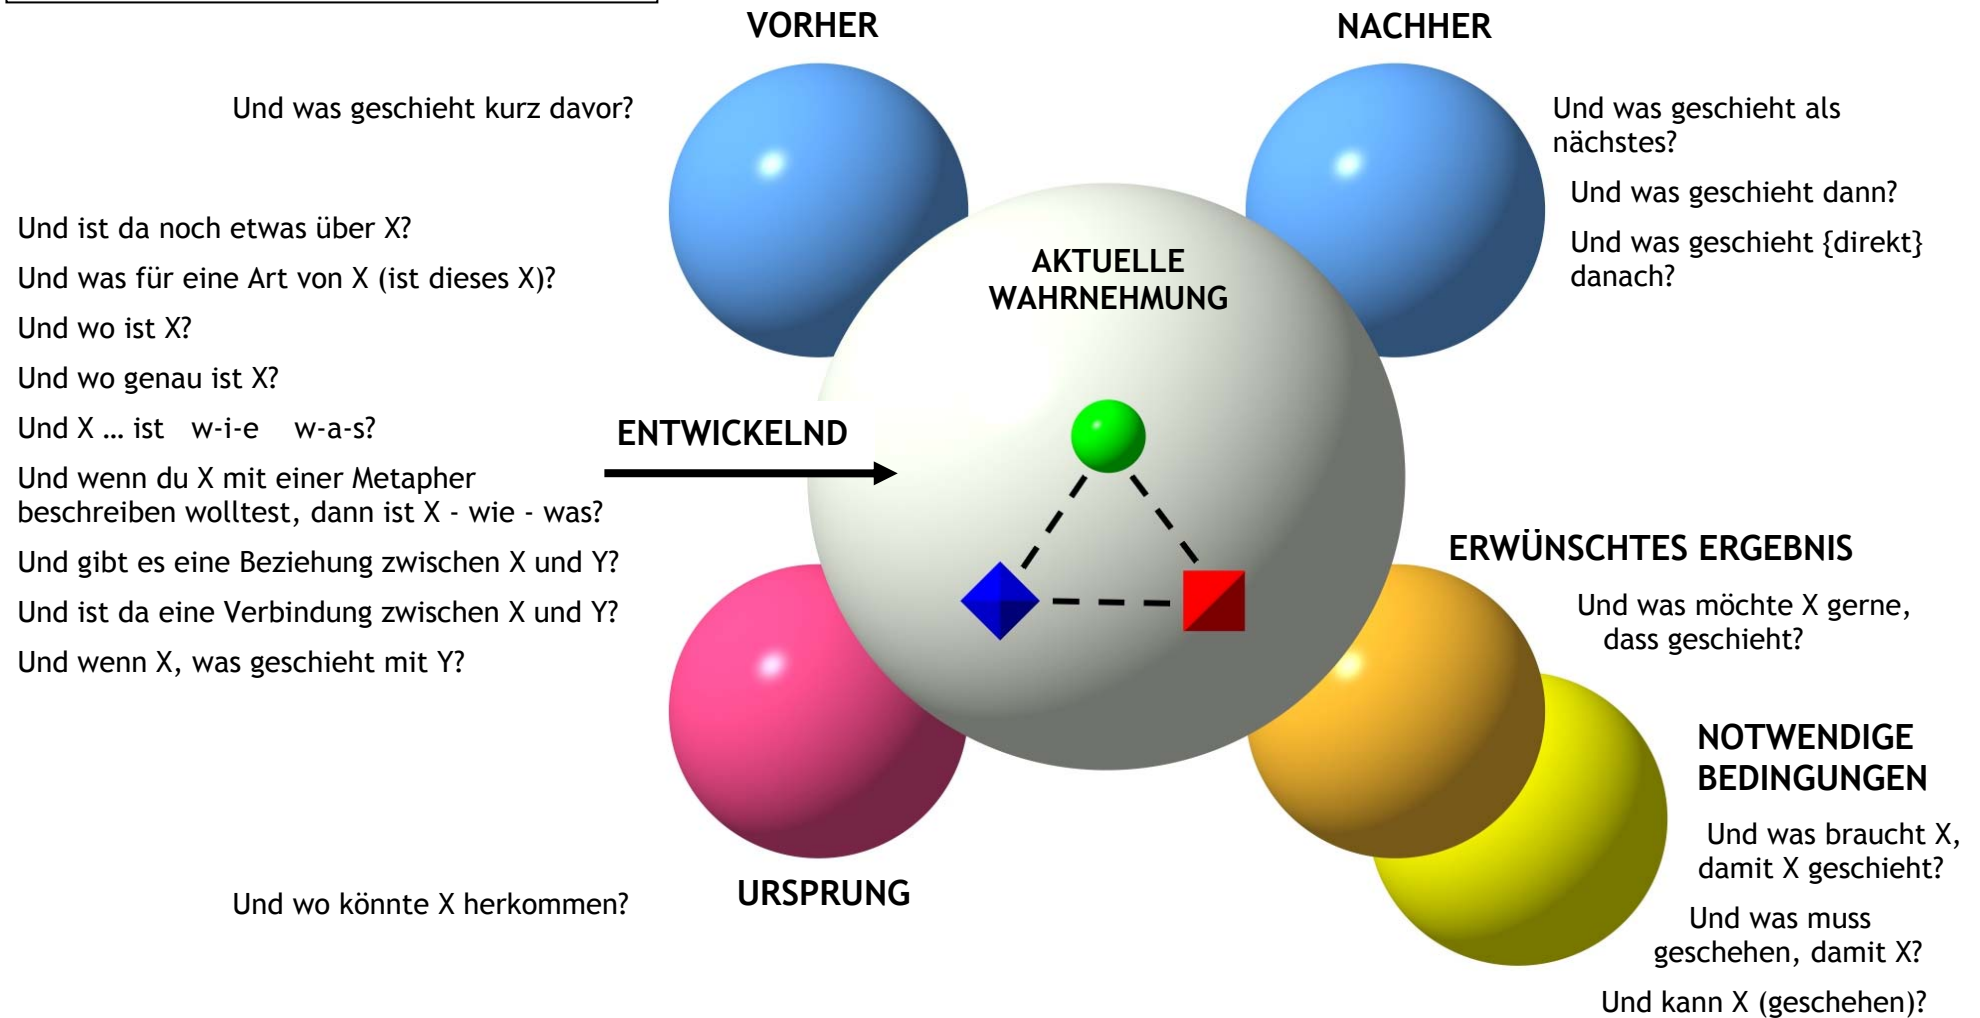 VORHER
Und was geschieht kurz davor?
NACHHER
Und was geschieht als
nächstes?
Und was geschieht dann?
Und was geschieht {direkt}
danach?
AKTUELLE
WAHRNEHMUNG
Und ist da noch etwas über X?
Und was für eine Art von X (ist dieses X)?
Und wo ist X?
Und wo genau ist X?
Und X … ist w-i-e w-a-s?
Und wenn du X mit einer Metapher
beschreiben wolltest, dann ist X - wie - was?
Und gibt es eine Beziehung zwischen X und Y?
Und ist da eine Verbindung zwischen X und Y?
Und wenn X, was geschieht mit Y?
ENTWICKELND
ERWÜNSCHTES ERGEBNIS
Und was möchte X gerne,
dass geschieht?
NOTWENDIGE
BEDINGUNGEN
Und was braucht X,
damit X geschieht?
Und was muss
geschehen, damit X?
Und kann X (geschehen)?
URSPRUNG
Und wo könnte X herkommen?